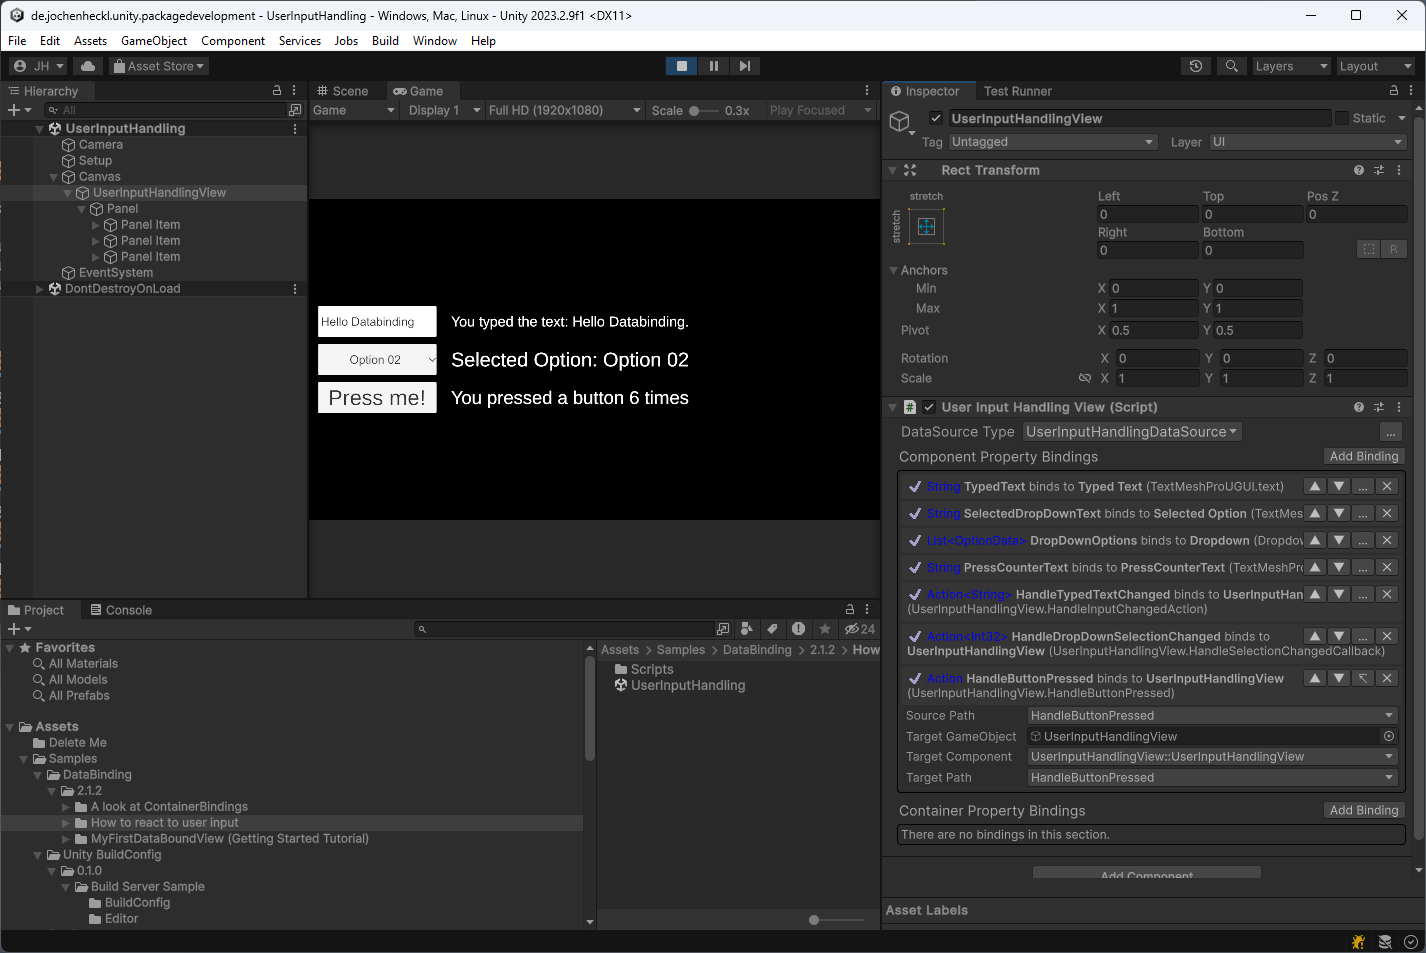 de.jochenheckl.unity.packagedevelopment - UserInputHandling - Windows, Mac, Linux - Unity 2023.2.9f1 <DX11>
File Edit Assets GameObject Component Services Jobs Build Window Help
JH Asset Store Layers Layout
Hierarchy
All
UserInputHandling
Camera
Setup
Canvas
UserInputHandlingView
Panel
Panel Item
Panel Item
Panel Item
EventSystem
DontDestroyOnLoad
Scene Game
Game Display 1 Full HD (1920x1080) Scale 0.3x Play Focused
Hello Databinding You typed the text: Hello Databinding.
Option 02 Selected Option: Option 02
Press me! You pressed a button 6 times
Project Console
24
Favorites
All Materials
All Models
All Prefabs
Assets
Delete Me
Samples
DataBinding
2.1.2
A look at ContainerBindings
How to react to user input
MyFirstDataBoundView (Getting Started Tutorial)
Unity BuildConfig
0.1.0
Build Server Sample
BuildConfig
Editor
Assets > Samples > DataBinding > 2.1.2 > How
Scripts
UserInputHandling
Inspector Test Runner
UserInputHandlingView Static
Tag Untagged Layer UI
Rect Transform
stretch Left Top Pos Z
stretch 0 0 0
Right Bottom
0 0 R
Anchors
Min X 0 Y 0
Max X 1 Y 1
Pivot X 0.5 Y 0.5
Rotation X 0 Y 0 Z 0
Scale X 1 Y 1 Z 1
# User Input Handling View (Script)
DataSource Type UserInputHandlingDataSource ...
Component Property Bindings Add Binding
String TypedText binds to Typed Text (TextMeshProUGUI.text) ...
String SelectedDropDownText binds to Selected Option (TextMes ...
List<OptionData> DropDownOptions binds to Dropdown (Dropdov ...
String PressCounterText binds to PressCounterText (TextMeshPro ...
Action<String> HandleTypedTextChanged binds to UserInputHan ...
(UserInputHandlingView.HandleInputChangedAction)
Action<Int32> HandleDropDownSelectionChanged binds to ...
UserInputHandlingView (UserInputHandlingView.HandleSelectionChangedCallback)
Action HandleButtonPressed binds to UserInputHandlingView
(UserInputHandlingView.HandleButtonPressed)
Source Path HandleButtonPressed
Target GameObject UserInputHandlingView
Target Component UserInputHandlingView::UserInputHandlingView
Target Path HandleButtonPressed
Container Property Bindings Add Binding
There are no bindings in this section.
Add Component
Asset Labels